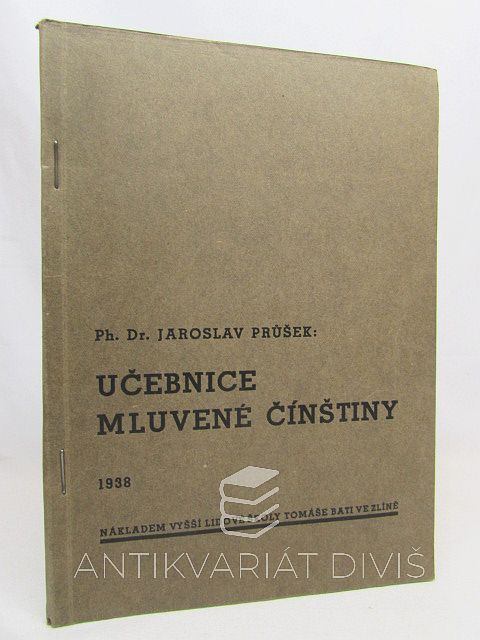 Ph. Dr. JAROSLAV PRŮŠEK:
UČEBNICE
MLUVENÉ ČÍNŠTINY
1938
NÁKLADEM VYŠŠÍ LIDOVÉ ŠKOLY TOMÁŠE BATI VE ZLÍNĚ
ANTIKVARIÁT DIVIŠ